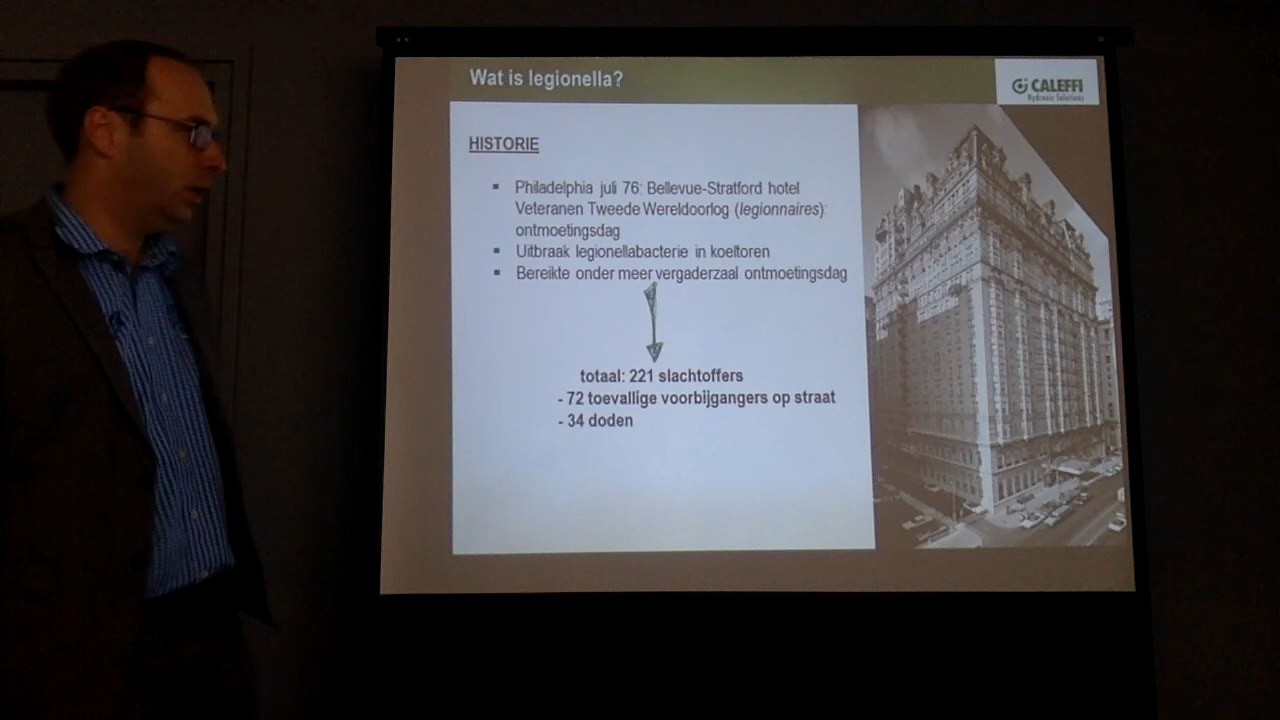 Wat is legionella?
CALEFFI
Hydronic Solutions
HISTORIE
▪ Philadelphia juli 76: Bellevue-Stratford hotel
Veteranen Tweede Wereldoorlog (legionnaires):
ontmoetingsdag
▪ Uitbraak legionellabacterie in koeltoren
▪ Bereikte onder meer vergaderzaal ontmoetingsdag
totaal: 221 slachtoffers
- 72 toevallige voorbijgangers op straat
- 34 doden